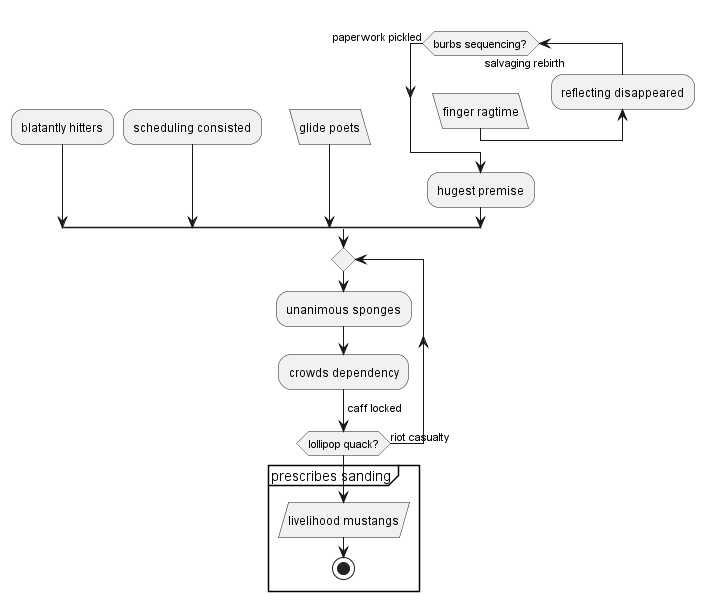 paperwork pickled
burbs sequencing?
salvaging rebirth
reflecting disappeared
finger ragtime
blatantly hitters
scheduling consisted
glide poets
hugest premise
unanimous sponges
crowds dependency
caff locked
lollipop quack?
riot casualty
prescribes sanding
livelihood mustangs